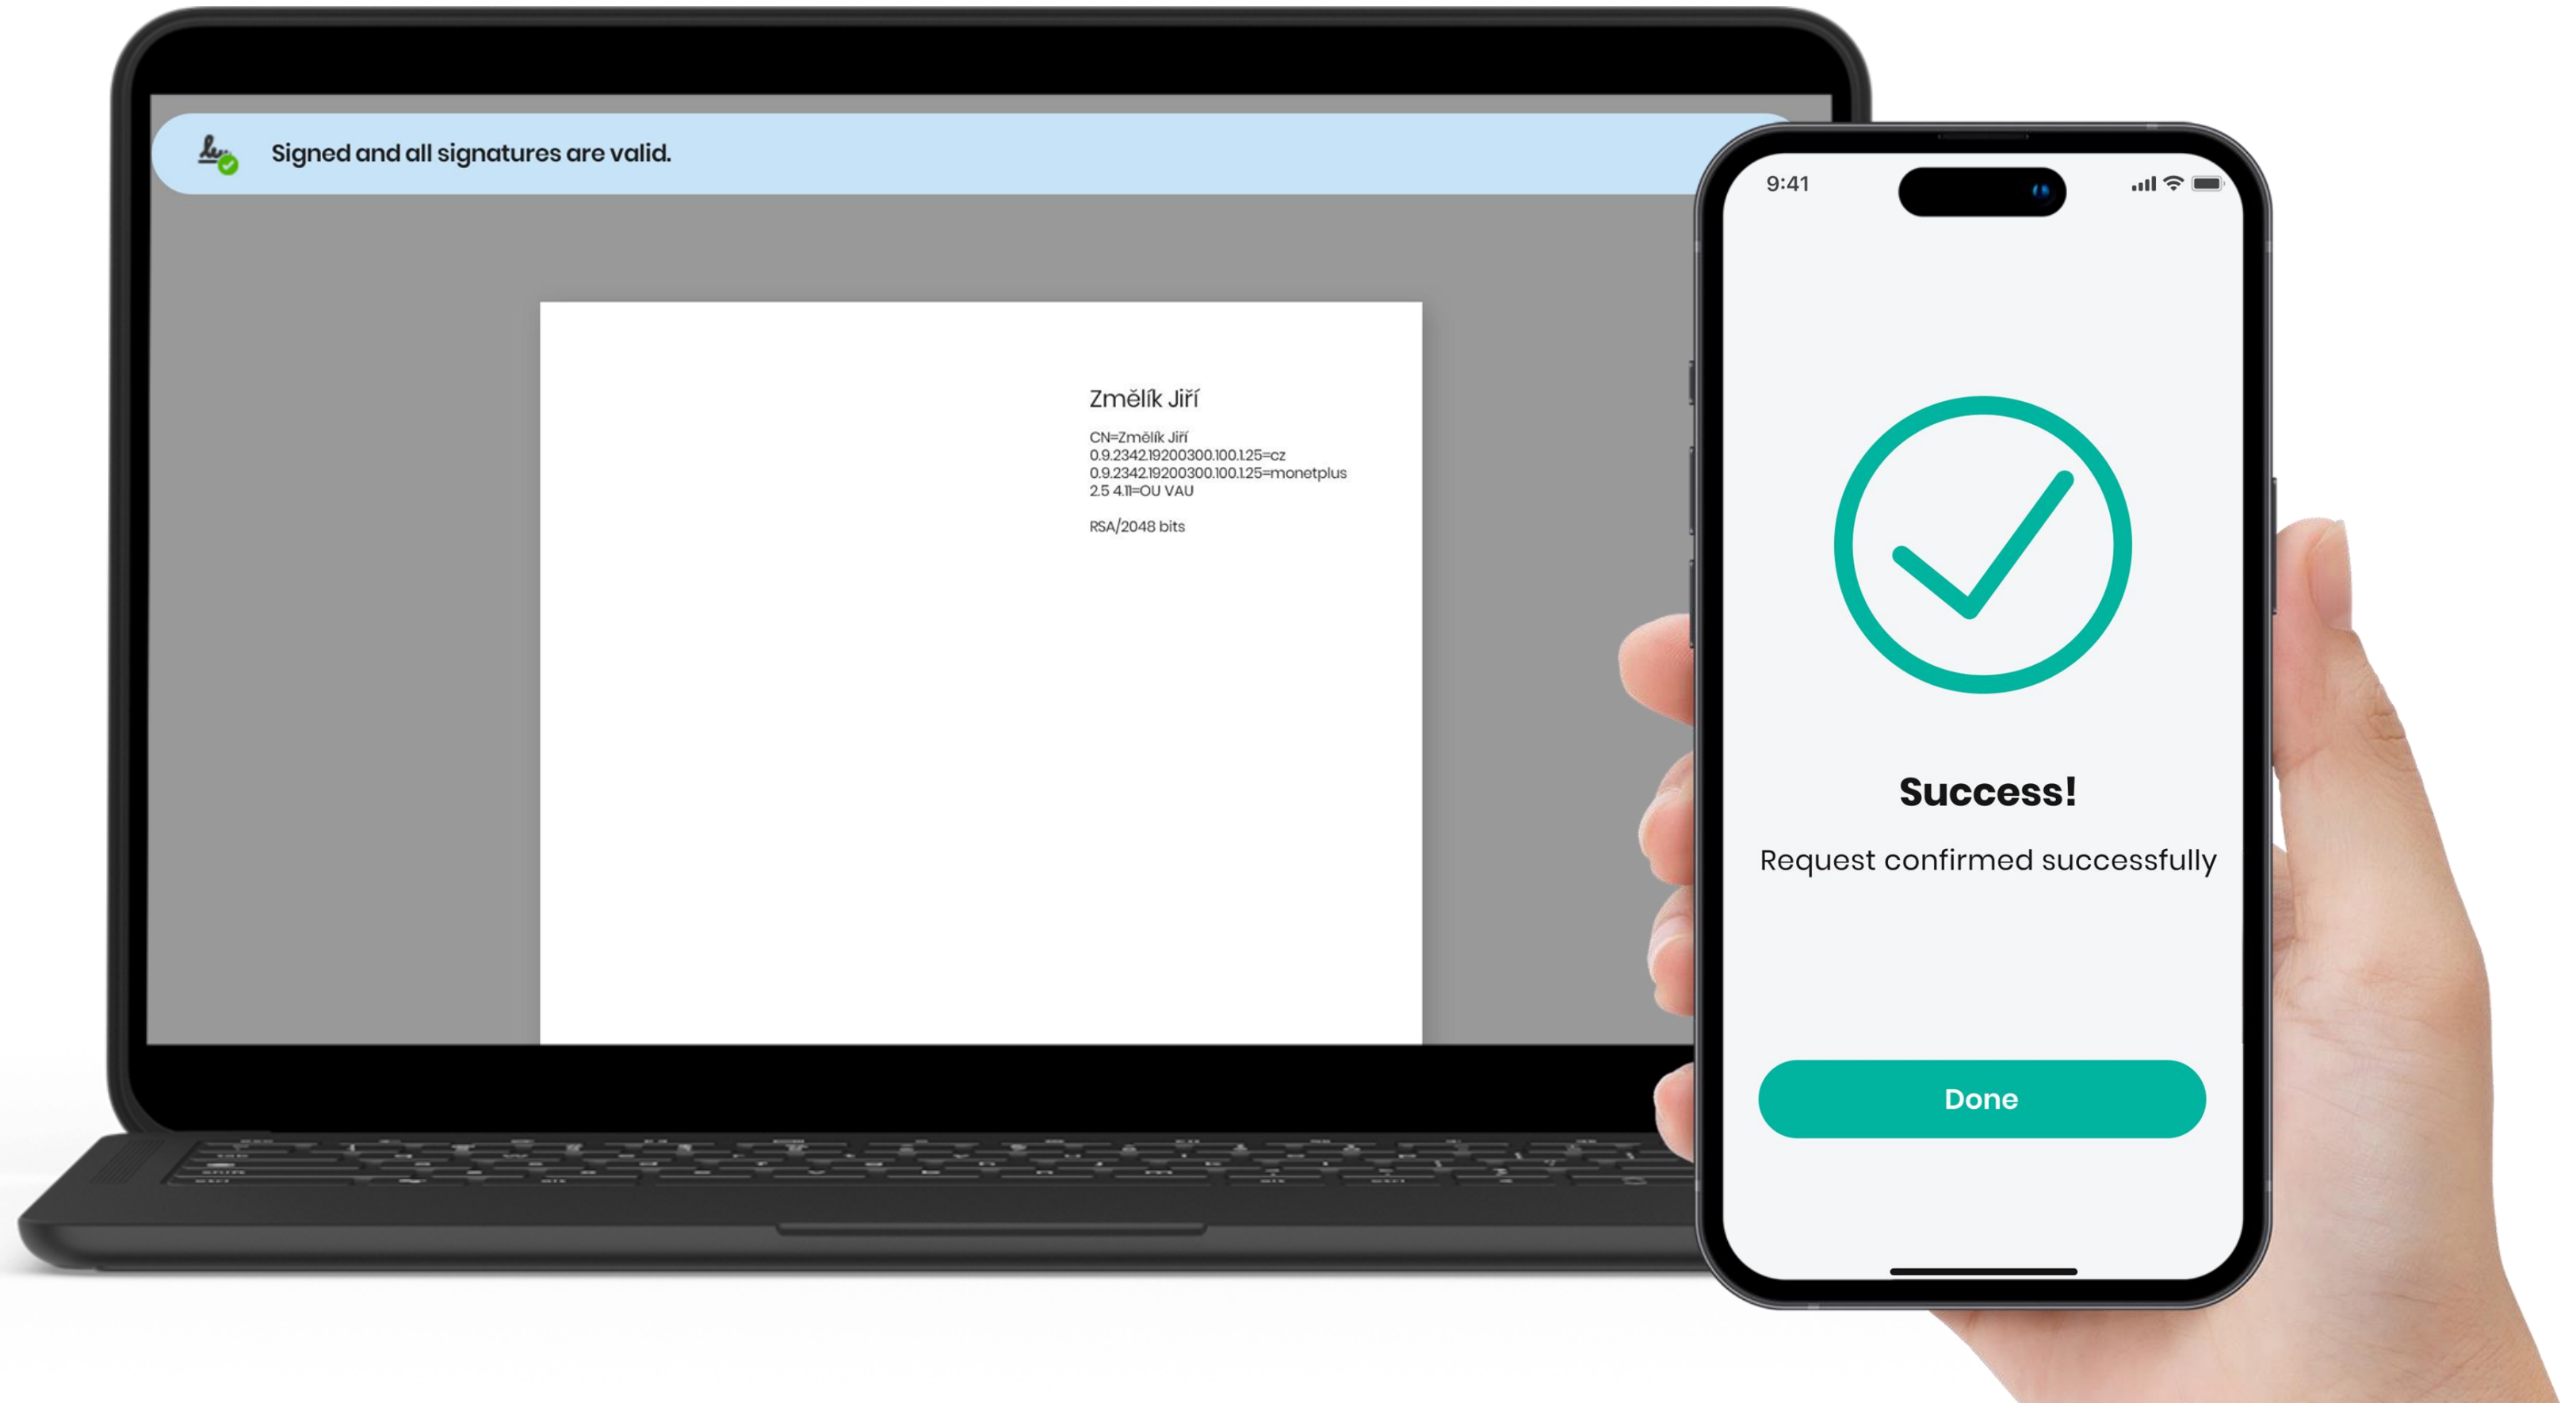 Signed and all signatures are valid.
Změlík Jiří
CN=Změlík Jiří
0.9.2342.19200300.100.1.25=cz
0.9.2342.19200300.100.1.25=monetplus
2.5 4.11=OU VAU
RSA/2048 bits
9:41
Success!
Request confirmed successfully
Done